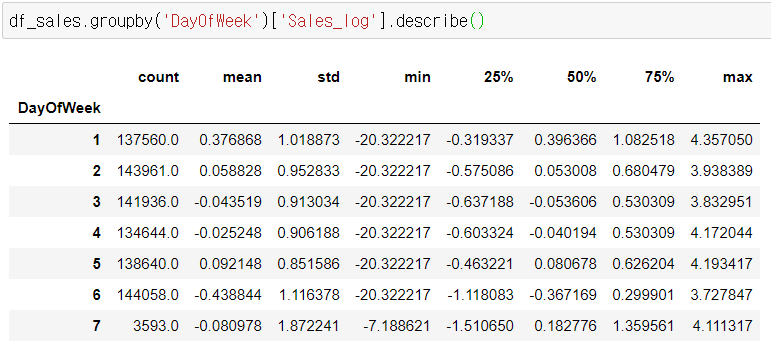 df_sales.groupby('DayOfWeek')['Sales_log'].describe()
count mean std min 25% 50% 75% max
DayOfWeek
1 137560.0 0.376868 1.018873 -20.322217 -0.319337 0.396366 1.082518 4.357050
2 143961.0 0.058828 0.952833 -20.322217 -0.575086 0.053008 0.680479 3.938389
3 141936.0 -0.043519 0.913034 -20.322217 -0.637188 -0.053606 0.530309 3.832951
4 134644.0 -0.025248 0.906188 -20.322217 -0.603324 -0.040194 0.530309 4.172044
5 138640.0 0.092148 0.851586 -20.322217 -0.463221 0.080678 0.626204 4.193417
6 144058.0 -0.438844 1.116378 -20.322217 -1.118083 -0.367169 0.299901 3.727847
7 3593.0 -0.080978 1.872241 -7.188621 -1.510650 0.182776 1.359561 4.111317